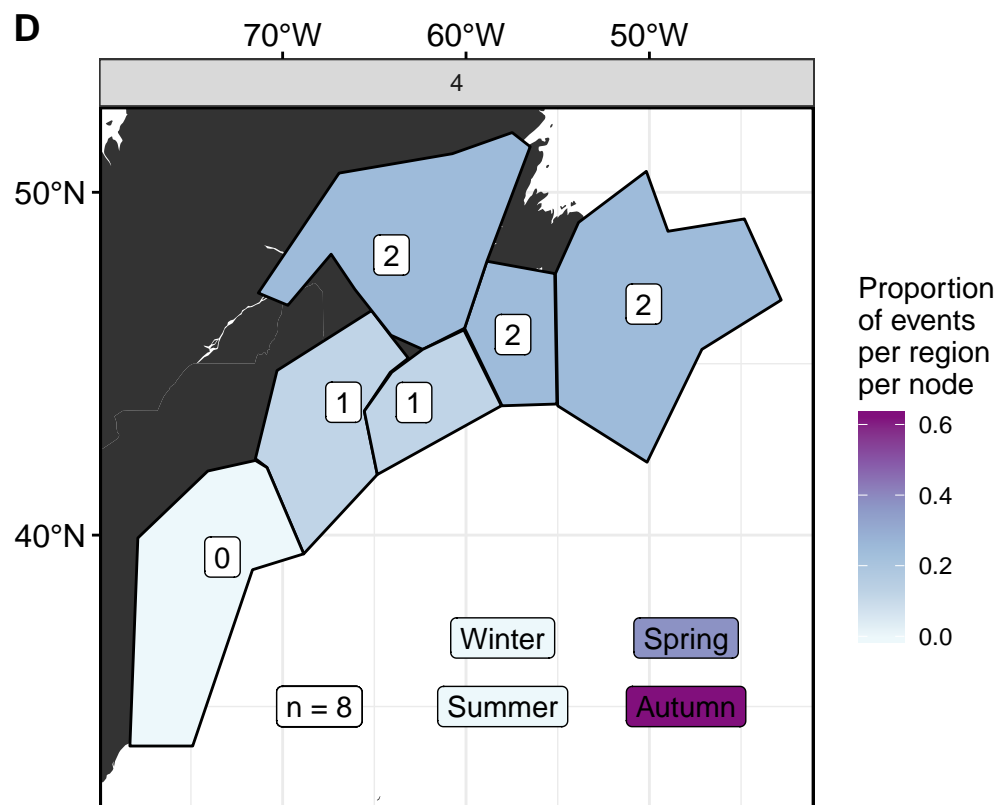 D
70°W 60°W 50°W
4
50°N
40°N
2
2
2
1
1
0
Winter
Spring
n = 8
Summer
Autumn
Proportion
of events
per region
per node
0.6
0.4
0.2
0.0